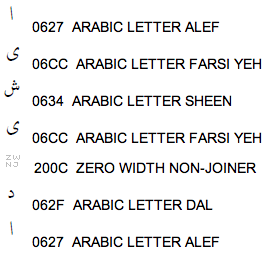 ا 0627 ARABIC LETTER ALEF
ی 06CC ARABIC LETTER FARSI YEH
ش 0634 ARABIC LETTER SHEEN
ی 06CC ARABIC LETTER FARSI YEH
ZWNJ 200C ZERO WIDTH NON-JOINER
د 062F ARABIC LETTER DAL
ا 0627 ARABIC LETTER ALEF